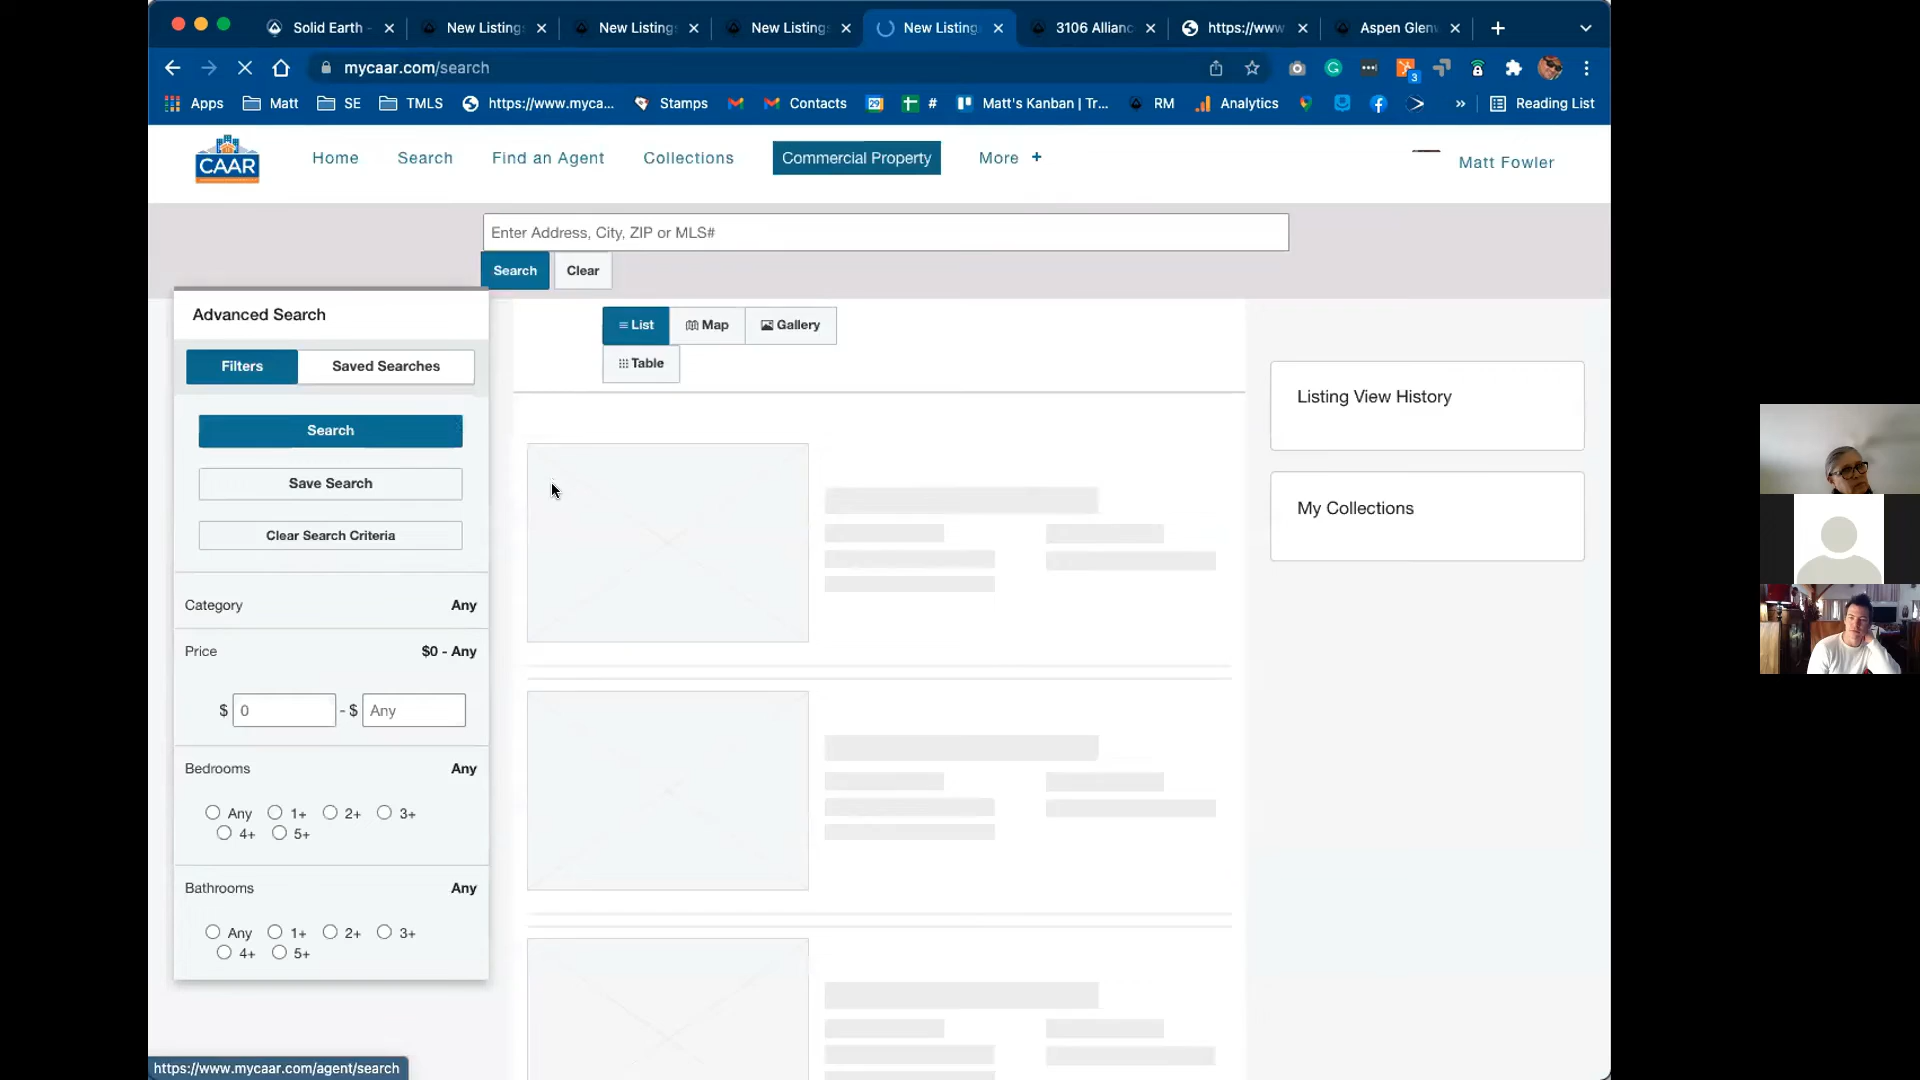 Solid Earth -
New Listing
New Listing
New Listing
New Listing
3106 Allianc
https://www
Aspen Glenv
mycaar.com/search
3
Apps
Matt
SE
TMLS
https://www.myca...
Stamps
Contacts
29
#
Matt's Kanban | Tr...
RM
Analytics
»
Reading List
CAAR
Home
Search
Find an Agent
Collections
Commercial Property
More +
Matt Fowler
Enter Address, City, ZIP or MLS#
Search
Clear
Advanced Search
Filters
Saved Searches
Search
Save Search
Clear Search Criteria
Category Any
Price $0 - Any
$ 0 - $ Any
Bedrooms Any
Any 1+ 2+ 3+
4+ 5+
Bathrooms Any
Any 1+ 2+ 3+
4+ 5+
List
Map
Gallery
Table
Listing View History
My Collections
https://www.mycaar.com/agent/search